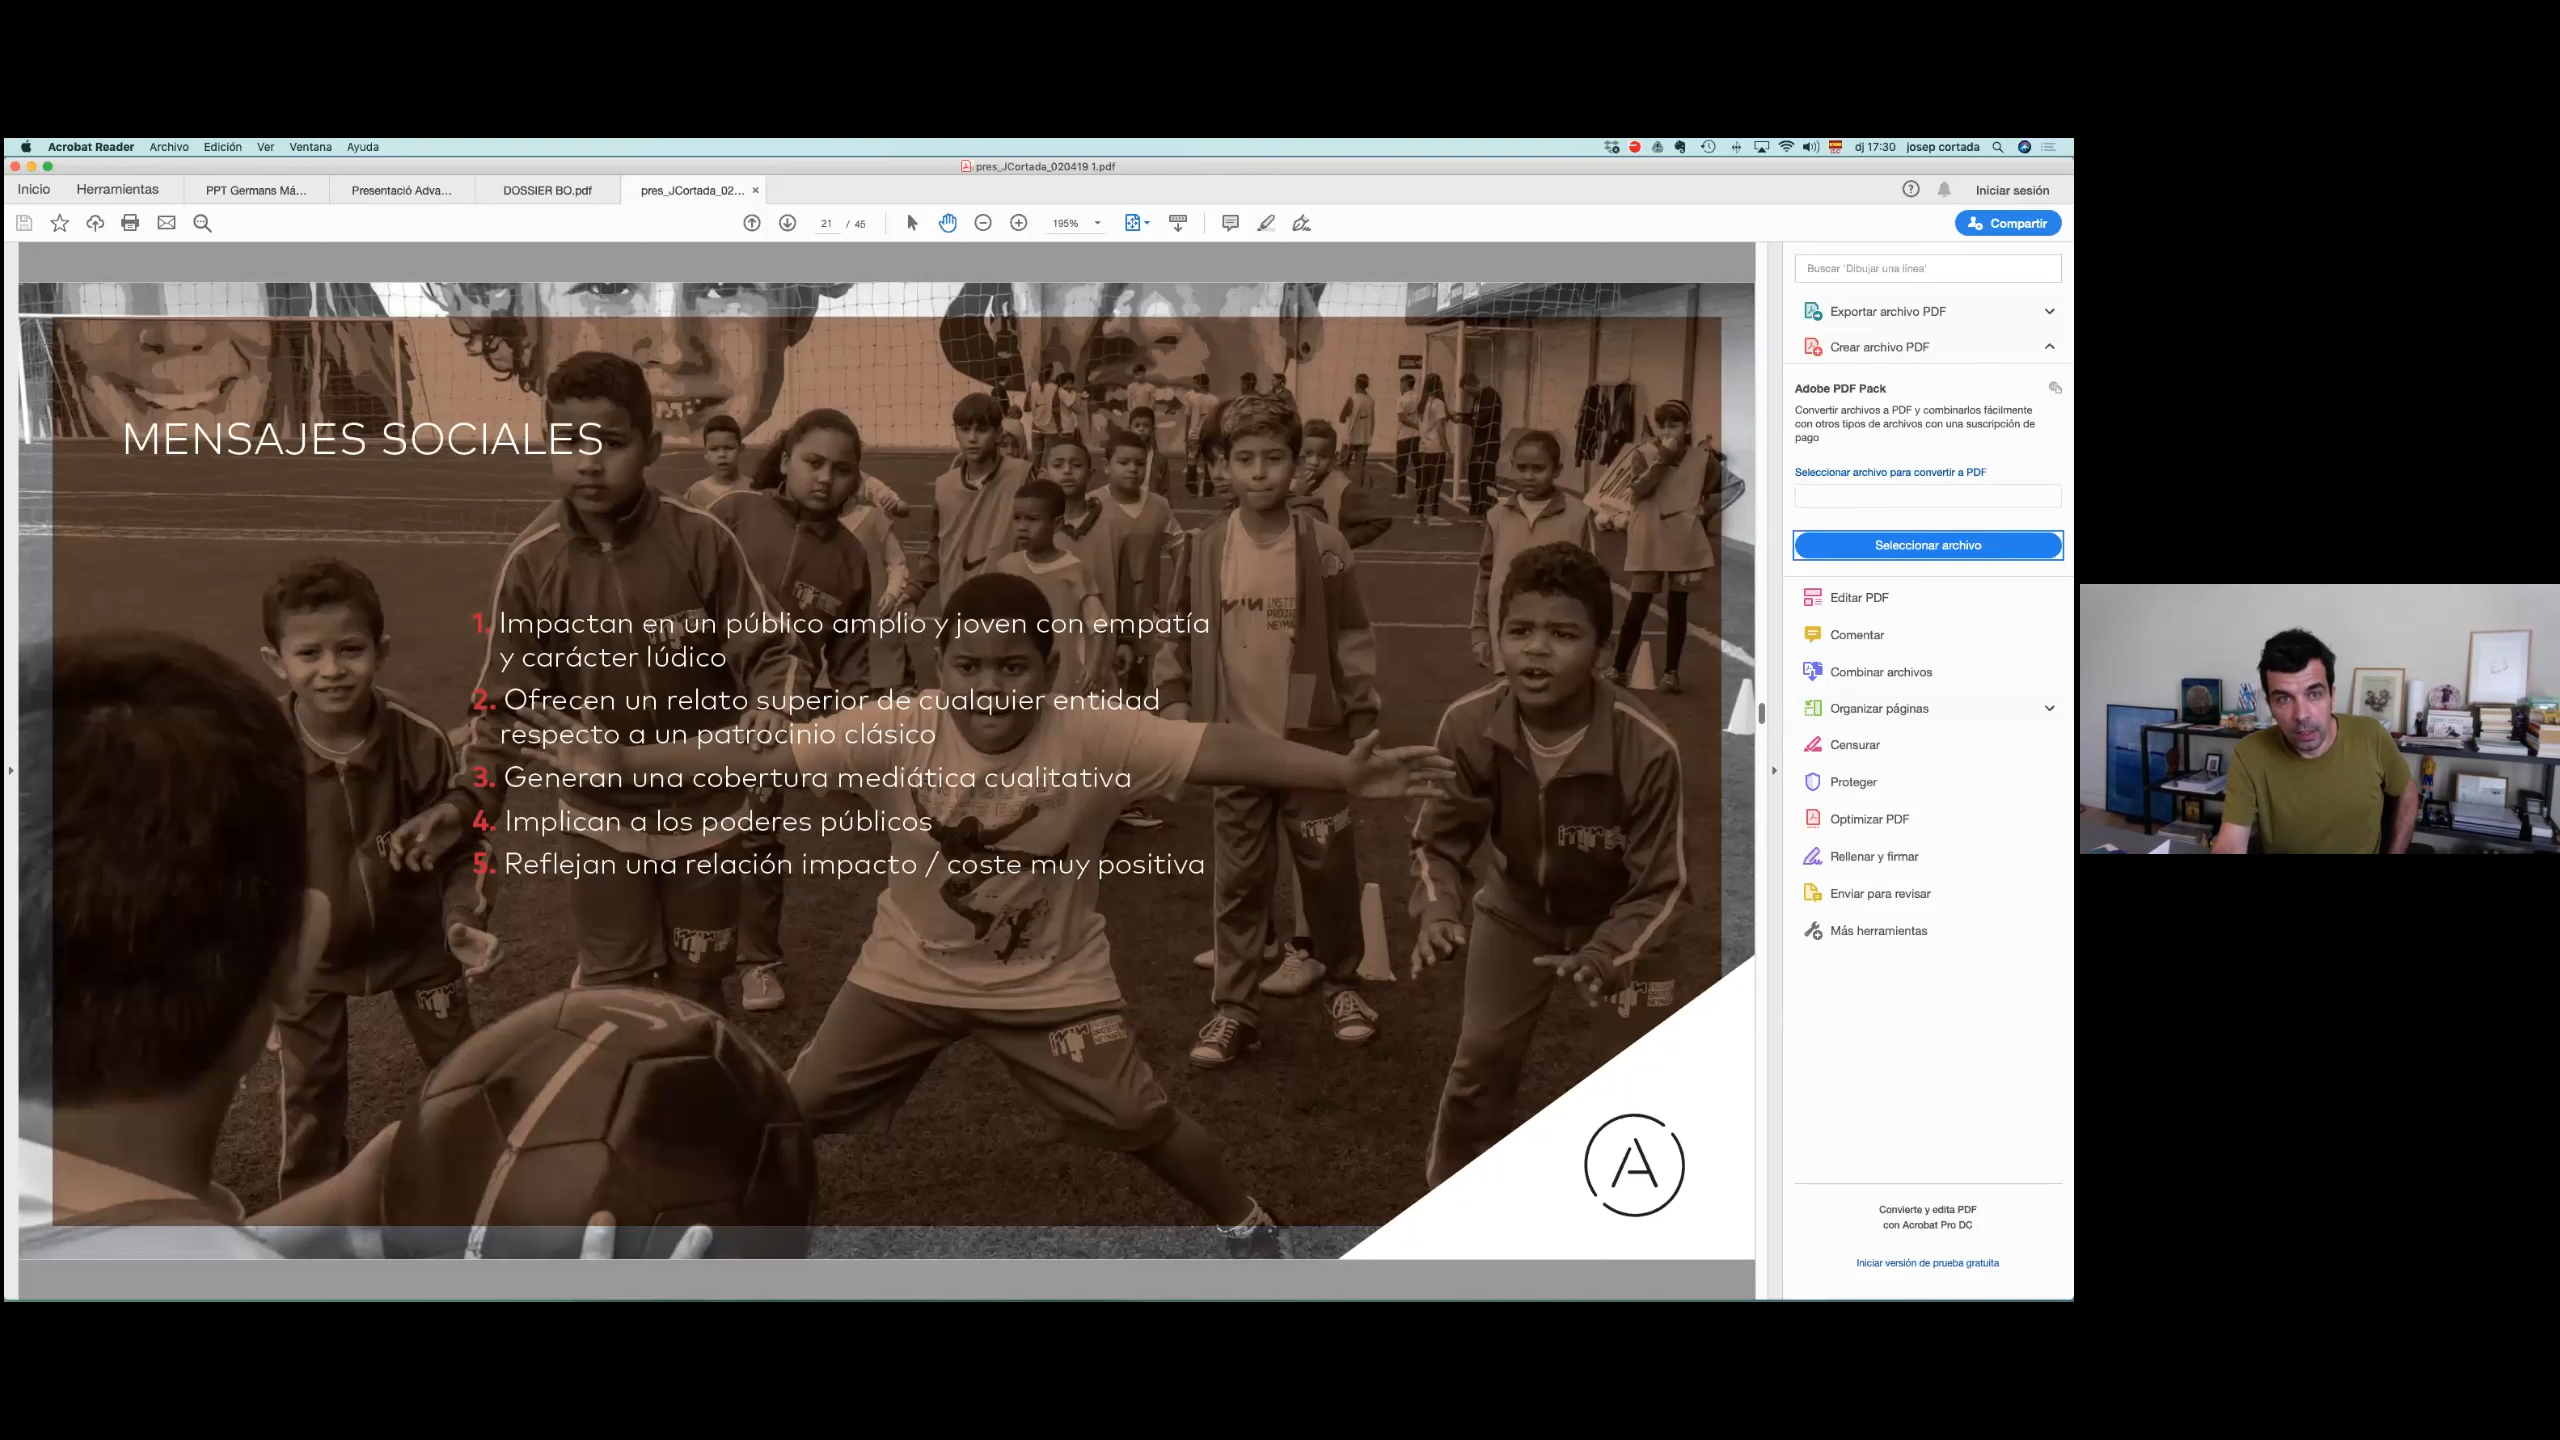 Acrobat Reader Archivo Edición Ver Ventana Ayuda
dj 17:30 josep cortada
pres_JCortada_020419 1.pdf
Inicio Herramientas PPT Germans Má... Presentació Adva... DOSSIER BO.pdf pres_JCortada_02... × Iniciar sesión
21 / 46 195% Compartir
Buscar 'Dibujar una línea'
Exportar archivo PDF
Crear archivo PDF
Adobe PDF Pack
Convertir archivos a PDF y combinarlos fácilmente
con otros tipos de archivos con una suscripción de
pago
Seleccionar archivo para convertir a PDF
Seleccionar archivo
Editar PDF
Comentar
Combinar archivos
Organizar páginas
Censurar
Proteger
Optimizar PDF
Rellenar y firmar
Enviar para revisar
Más herramientas
Convierte y edita PDF
con Acrobat Pro DC
Iniciar versión de prueba gratuita
MENSAJES SOCIALES
1. Impactan en un público amplio y joven con empatía
y carácter lúdico
2. Ofrecen un relato superior de cualquier entidad
respecto a un patrocinio clásico
3. Generan una cobertura mediática cualitativa
4. Implican a los poderes públicos
5. Reflejan una relación impacto / coste muy positiva
A